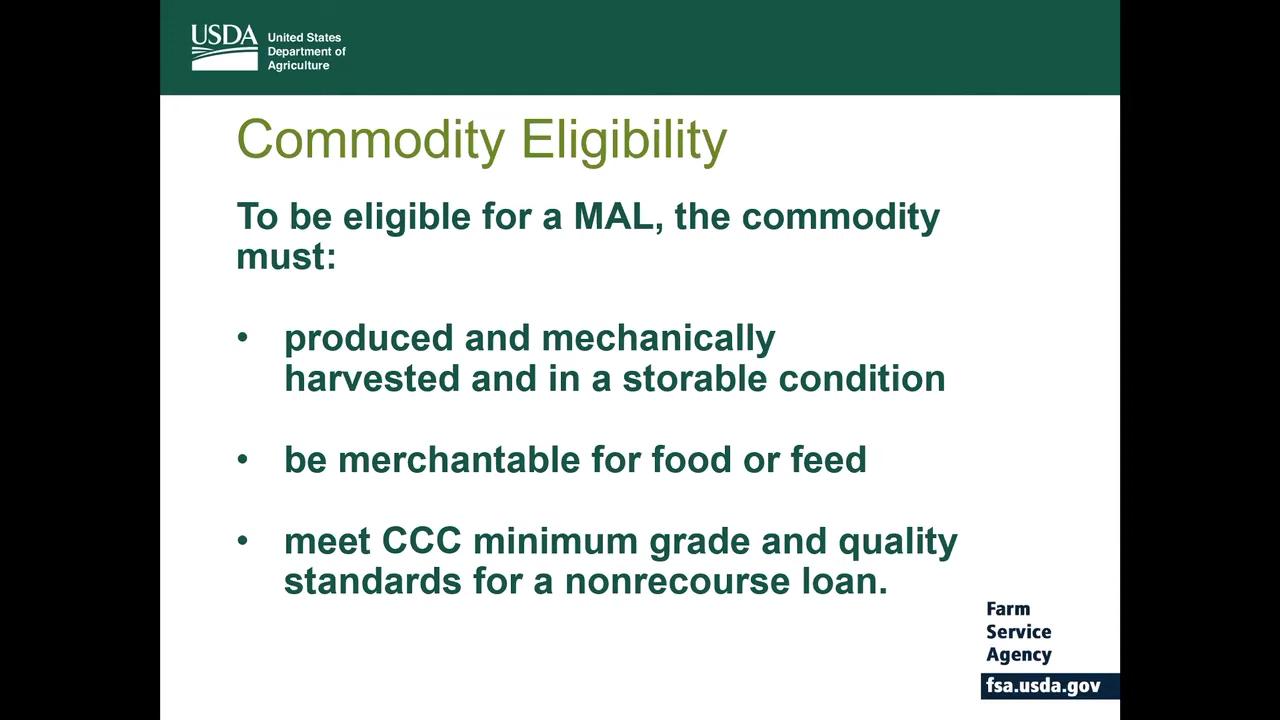 USDA
United States
Department of
Agriculture
Commodity Eligibility
To be eligible for a MAL, the commodity
must:
• produced and mechanically
harvested and in a storable condition
• be merchantable for food or feed
• meet CCC minimum grade and quality
standards for a nonrecourse loan.
Farm
Service
Agency
fsa.usda.gov